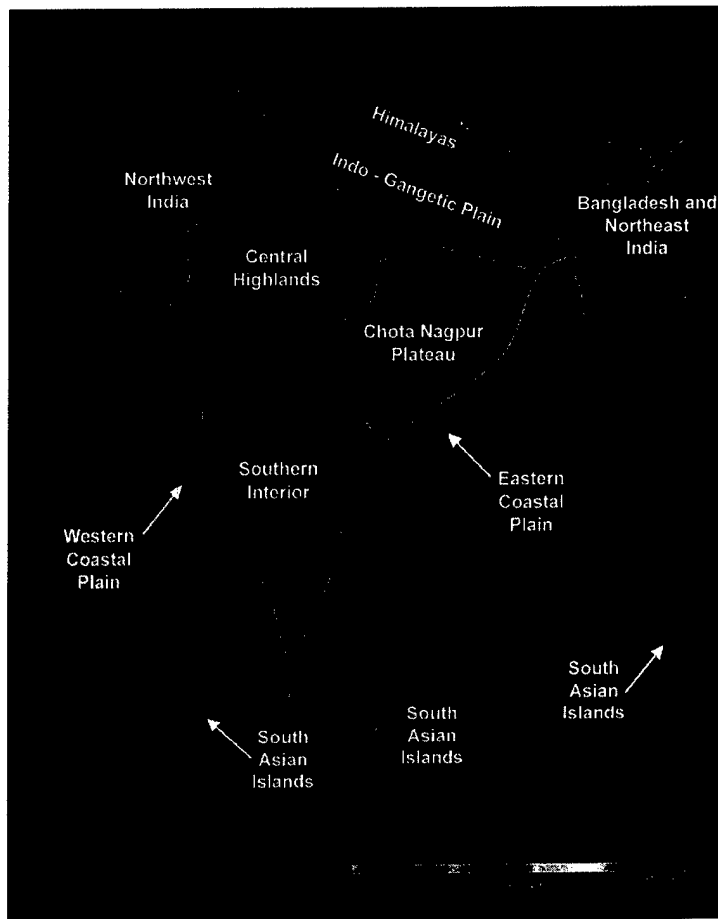 Himalayas
Indo - Gangetic Plain
Northwest
India
Bangladesh and
Northeast
India
Central
Highlands
Chota Nagpur
Plateau
Southern
Interior
Eastern
Coastal
Plain
Western
Coastal
Plain
South
Asian
Islands
South
Asian
Islands
South
Asian
Islands